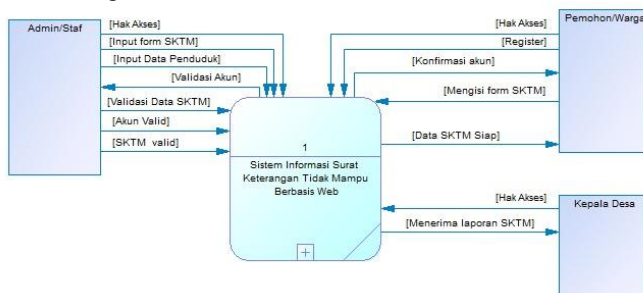 Admin/Staf
[Hak Akses]
[Input form SKTM]
[Input Data Penduduk]
[Validasi Akun]
[Validasi Data SKTM]
[Akun Valid]
[SKTM valid]
1
Sistem Informasi Surat
Keterangan Tidak Mampu
Berbasis Web
[Hak Akses]
[Register]
[Konfirmasi akun]
[Mengisi form SKTM]
[Data SKTM Siap]
Pemohon/Warga
[Hak Akses]
[Menerima laporan SKTM]
Kepala Desa